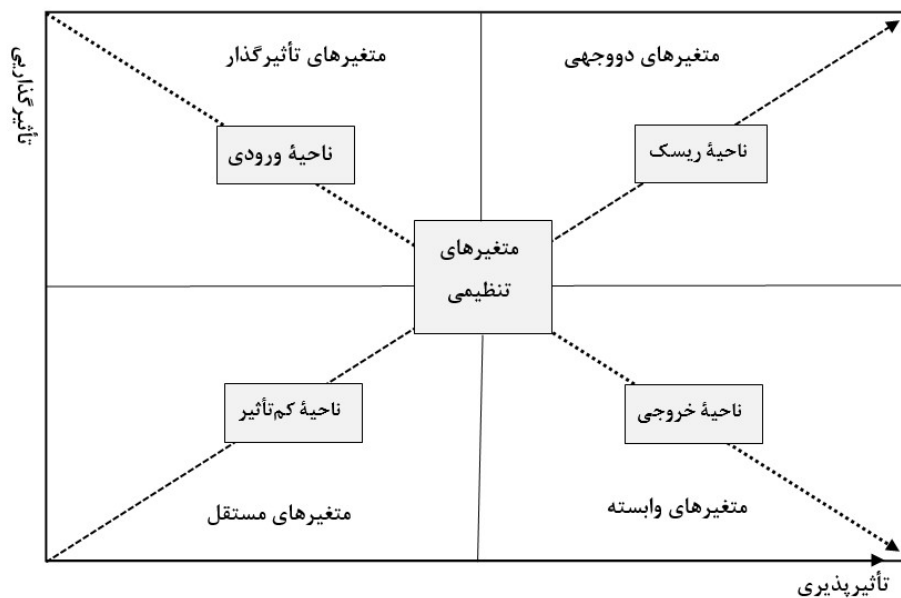 متغیرهای دووجهی
متغیرهای تأثیرگذار
تأثیرگذاریی
ناحیهٔ ریسک
ناحیهٔ ورودی
متغیرهای
تنظیمی
ناحیهٔ خروجی
ناحیهٔ کم‌تأثیر
متغیرهای وابسته
متغیرهای مستقل
تأثیرپذیری